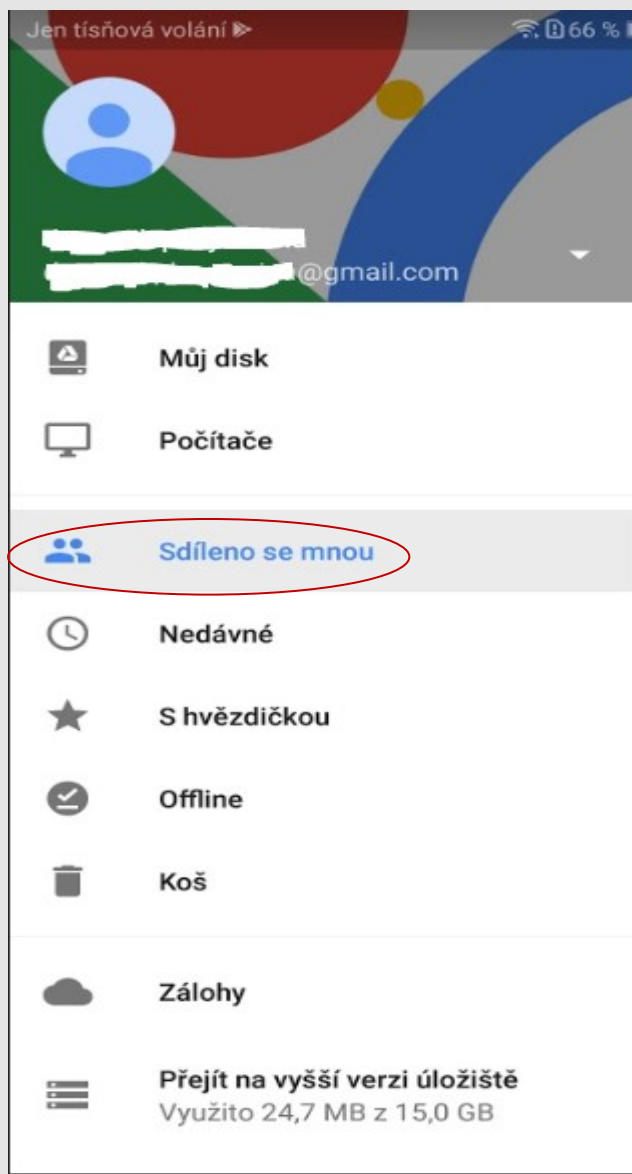 Jen tísňová volání
66 %
@gmail.com
Můj disk
Počítače
Sdíleno se mnou
Nedávné
S hvězdičkou
Offline
Koš
Zálohy
Přejít na vyšší verzi úložiště
Využito 24,7 MB z 15,0 GB